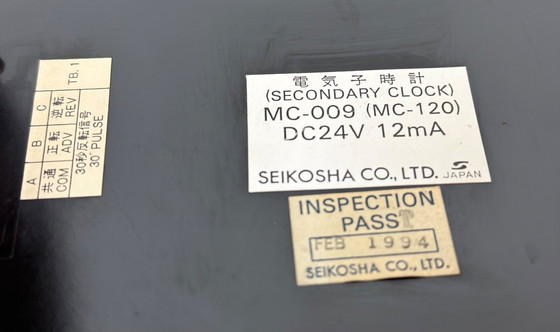 A B C
共通 正転 逆転
COM ADV REV TB.1
30秒反転信号
30" PULSE
電気子時計
(SECONDARY CLOCK)
MC-009 (MC-120)
DC24V 12mA
SEIKOSHA CO., LTD. JAPAN
INSPECTION
PASST
FEB 1994
SEIKOSHA CO., LTD.